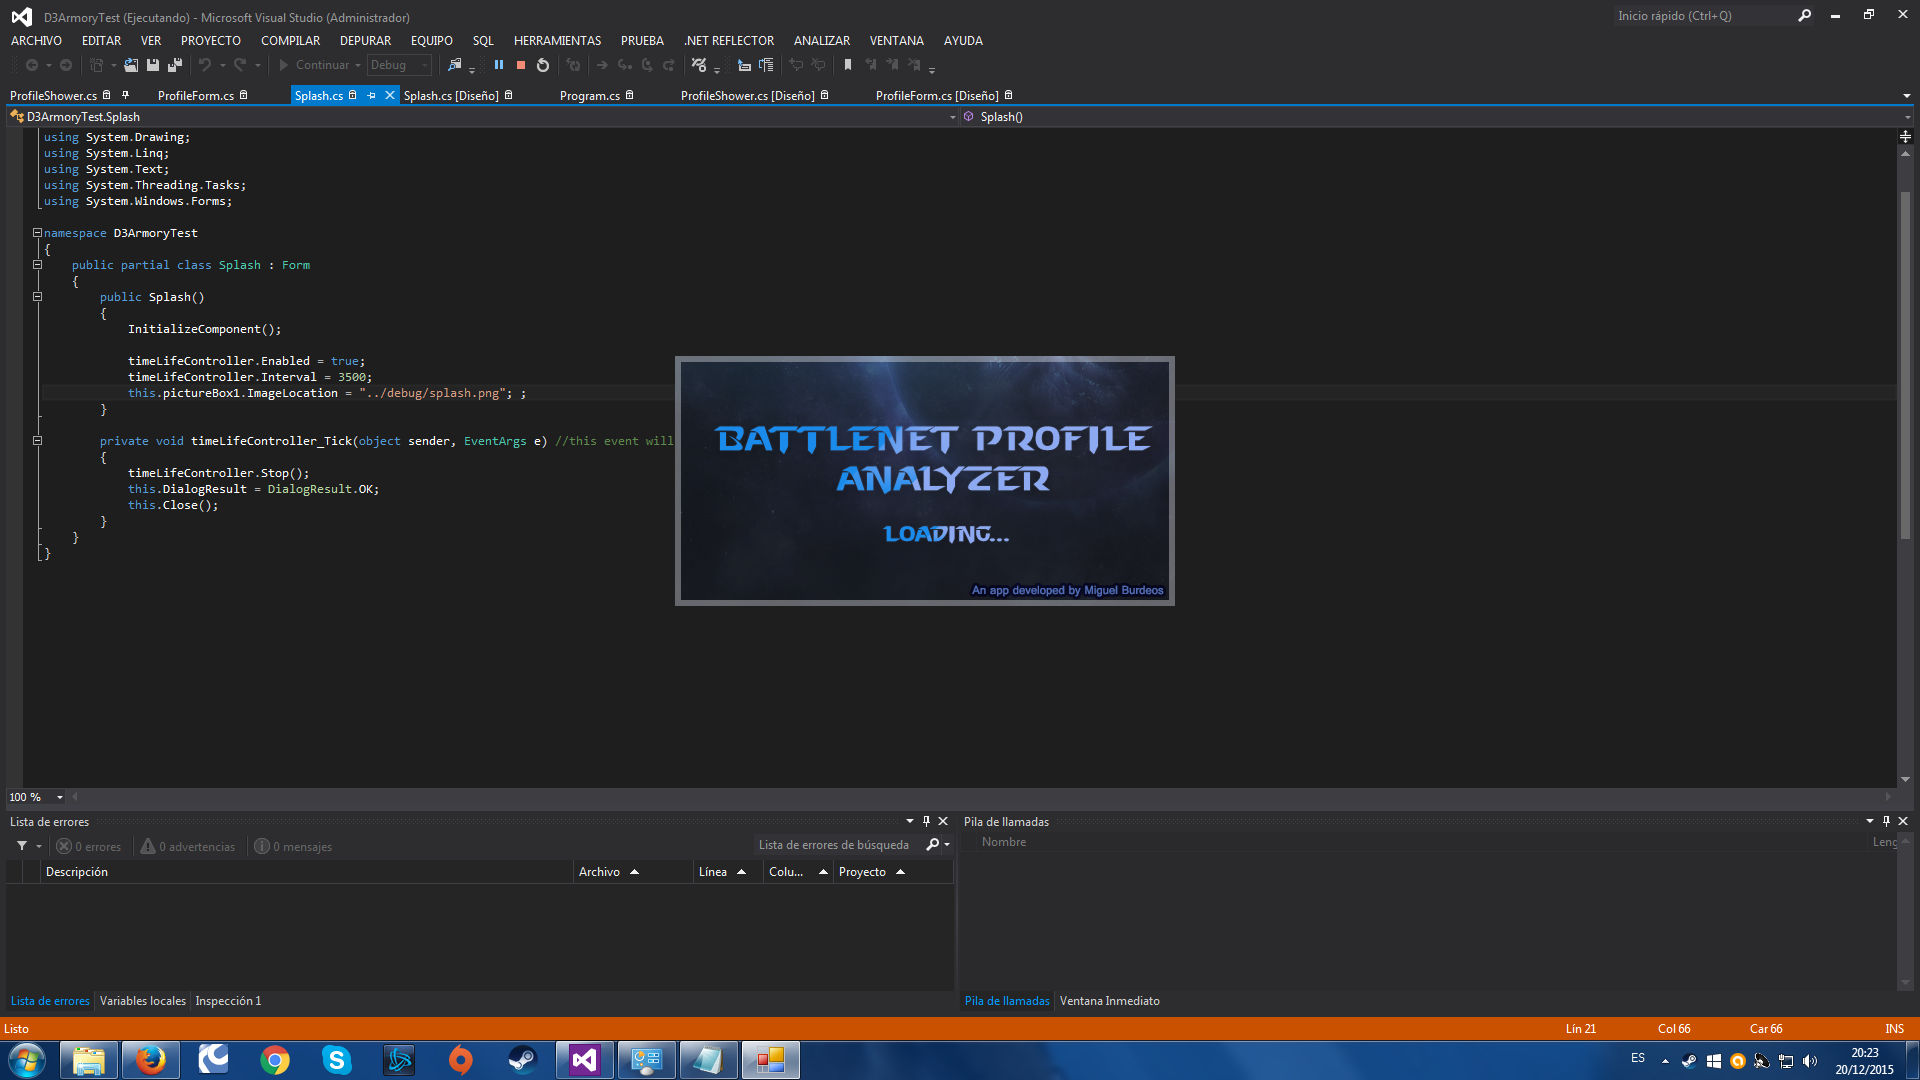 D3ArmoryTest (Ejecutando) - Microsoft Visual Studio (Administrador)
Inicio rápido (Ctrl+Q)
ARCHIVO EDITAR VER PROYECTO COMPILAR DEPURAR EQUIPO SQL HERRAMIENTAS PRUEBA .NET REFLECTOR ANALIZAR VENTANA AYUDA
Continuar Debug
ProfileShower.cs ProfileForm.cs Splash.cs Splash.cs [Diseño] Program.cs ProfileShower.cs [Diseño] ProfileForm.cs [Diseño]
D3ArmoryTest.Splash Splash()
using System.Drawing;
using System.Linq;
using System.Text;
using System.Threading.Tasks;
using System.Windows.Forms;
namespace D3ArmoryTest
{
public partial class Splash : Form
{
public Splash()
{
InitializeComponent();
timeLifeController.Enabled = true;
timeLifeController.Interval = 3500;
this.pictureBox1.ImageLocation = "../debug/splash.png"; ;
}
private void timeLifeController_Tick(object sender, EventArgs e) //this event will
{
timeLifeController.Stop();
this.DialogResult = DialogResult.OK;
this.Close();
}
}
}
BATTLENET PROFILE
ANALYZER
LOADING...
An app developed by Miguel Burdeos
100 %
Lista de errores
0 errores 0 advertencias 0 mensajes Lista de errores de búsqueda
Descripción Archivo Línea Colu... Proyecto
Pila de llamadas
Nombre Leng
Lista de errores Variables locales Inspección 1
Pila de llamadas Ventana Inmediato
Listo Lín 21 Col 66 Car 66 INS
ES
20:23
20/12/2015